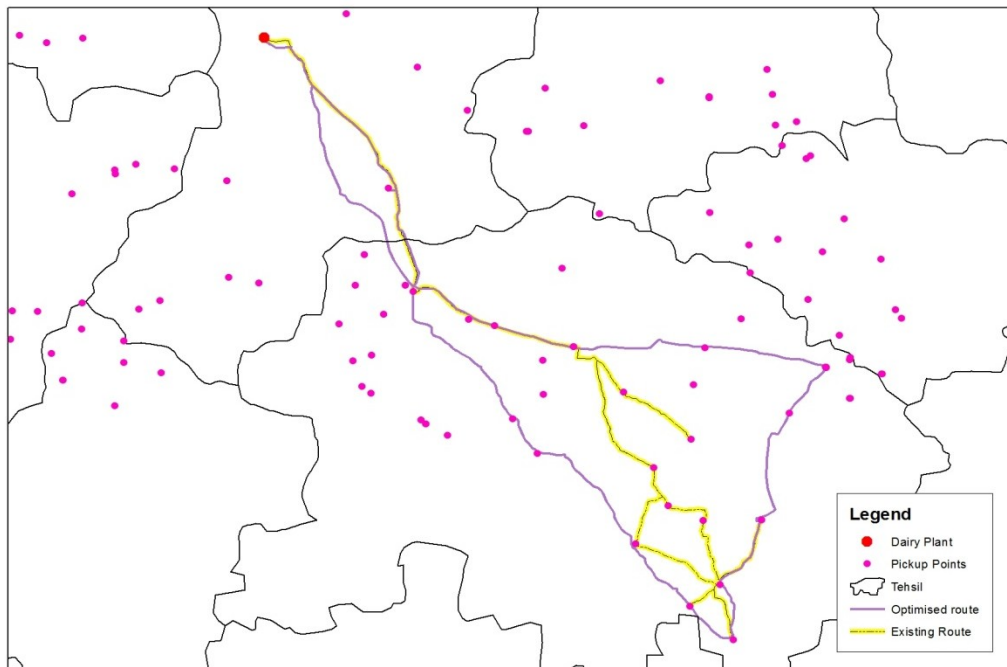 Legend
Dairy Plant
Pickup Points
Tehsil
Optimised route
Existing Route